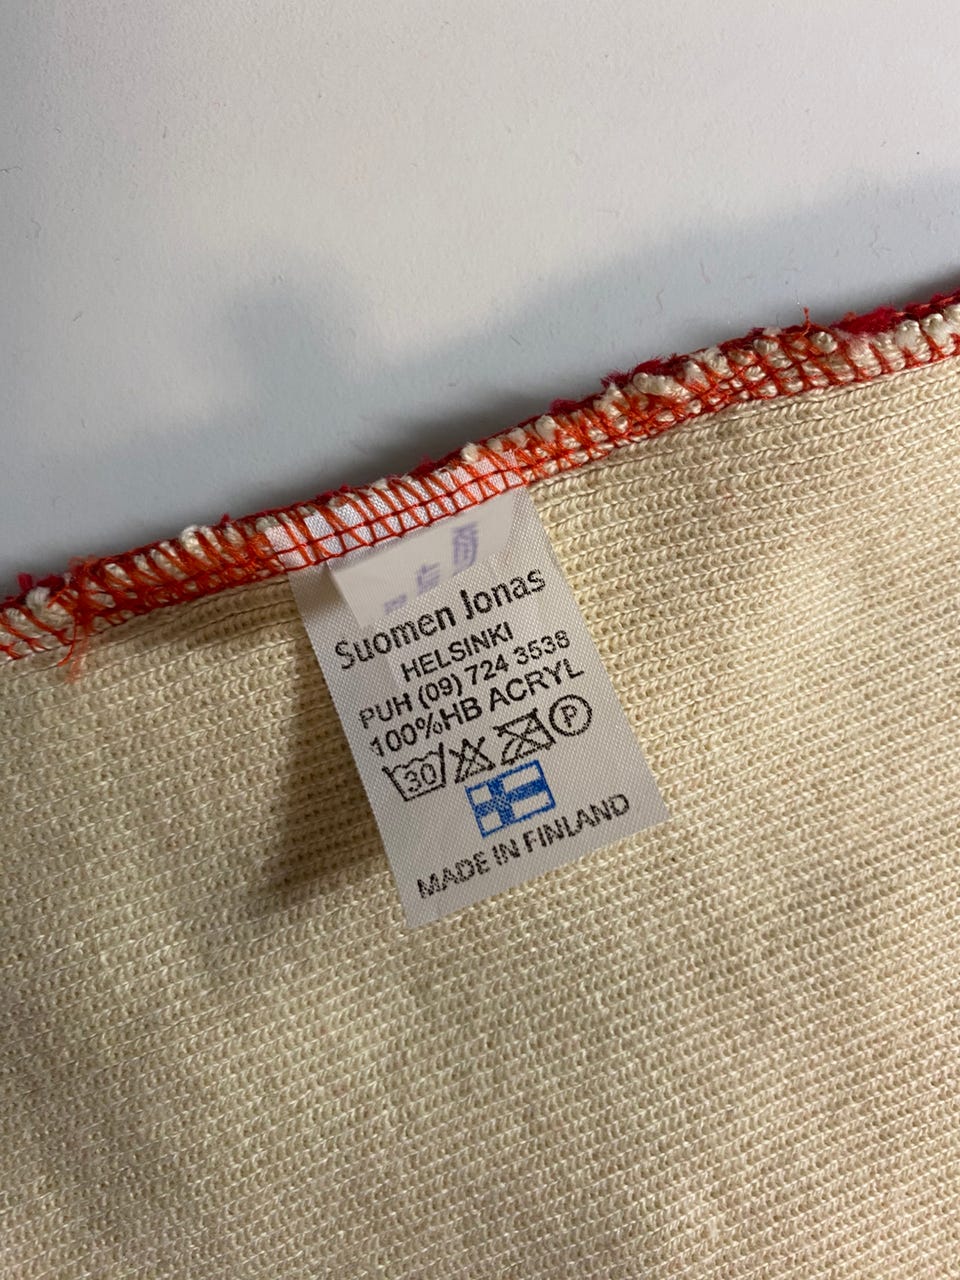 Suomen Jonas
HELSINKI
PUH (09) 724 3538
100%HB ACRYL
30 P
MADE IN FINLAND